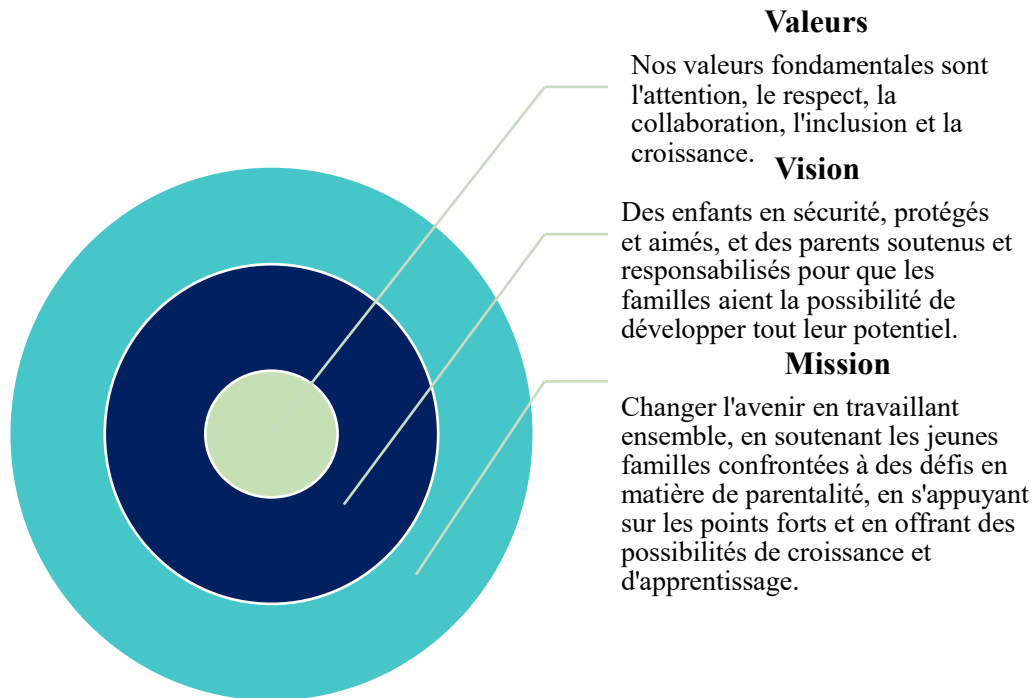 Valeurs
Nos valeurs fondamentales sont
l'attention, le respect, la
collaboration, l'inclusion et la
croissance.
Vision
Des enfants en sécurité, protégés
et aimés, et des parents soutenus et
responsabilisés pour que les
familles aient la possibilité de
développer tout leur potentiel.
Mission
Changer l'avenir en travaillant
ensemble, en soutenant les jeunes
familles confrontées à des défis en
matière de parentalité, en s'appuyant
sur les points forts et en offrant des
possibilités de croissance et
d'apprentissage.